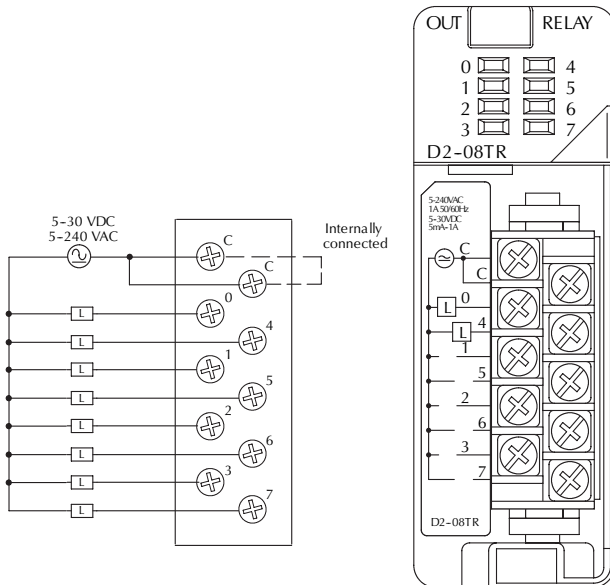 OUT RELAY
0 4
1 5
2 6
3 7
D2-08TR
5-30 VDC
5-240 VAC
Internally
connected
C
C
0
4
1
5
2
6
3
7
L
L
L
L
L
L
L
L
5-240VAC
1A 50/60Hz
5-30VDC
5mA-1A
C
C
L 0
L 4
1
5
2
6
3
7
D2-08TR